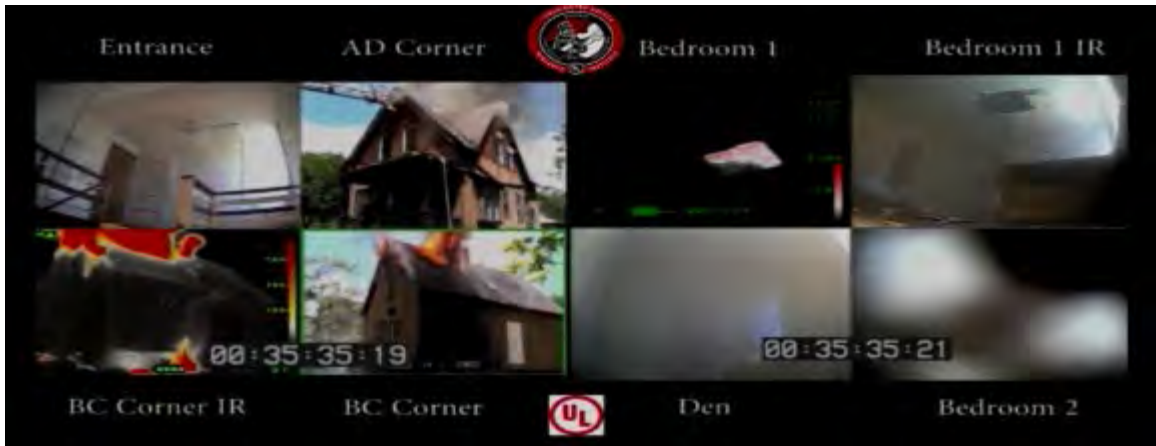 Entrance
AD Corner
Bedroom 1
Bedroom 1 IR
00:35:35:19
00:35:35:21
BC Corner IR
BC Corner
UL
Den
Bedroom 2